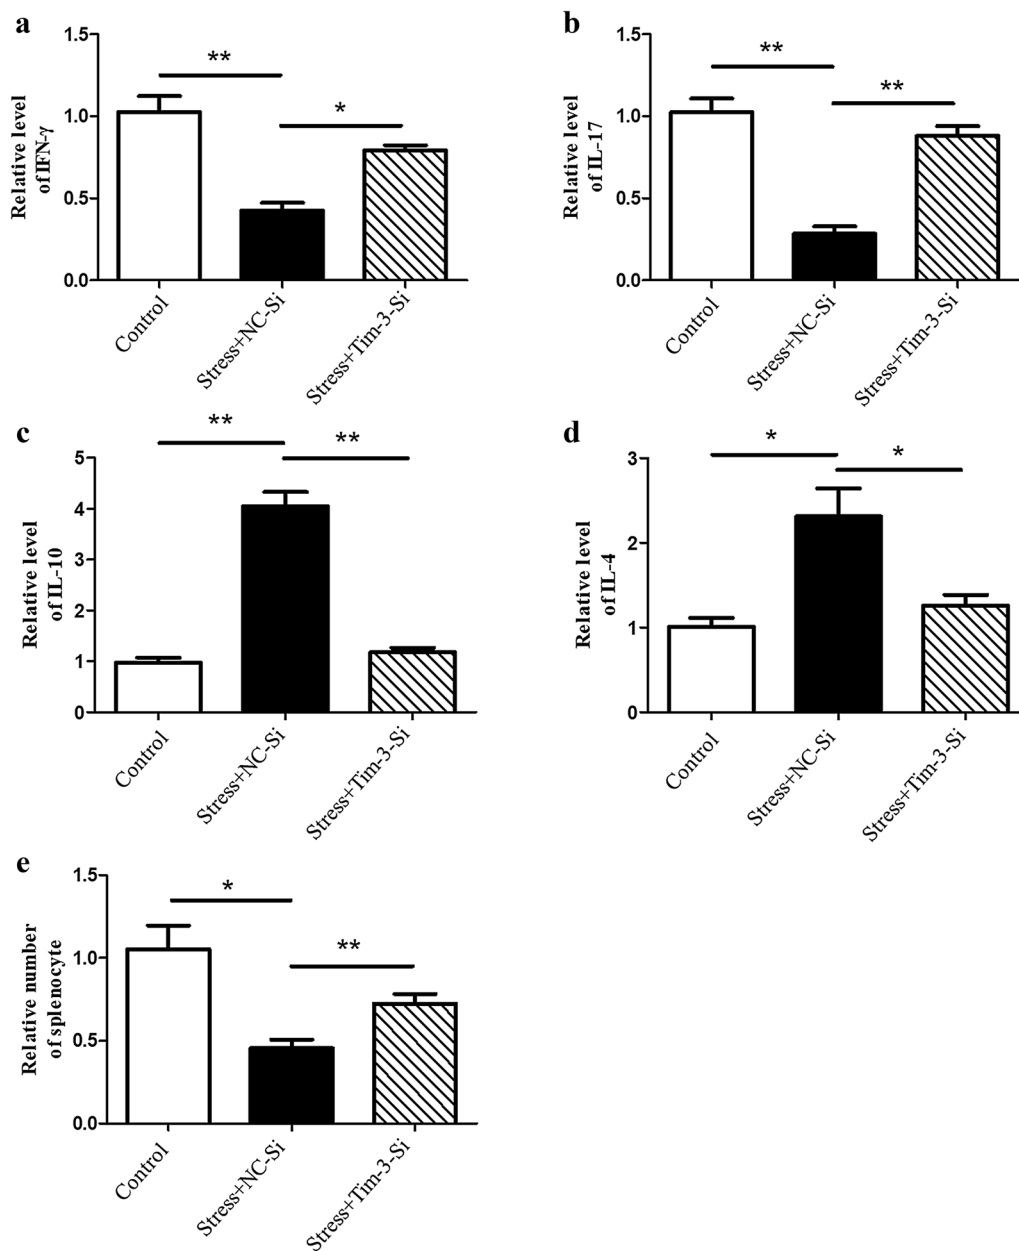 a
**
*
1.5
1.0
0.5
0.0
Relative level
of IFN-γ
Control
Stress+NC-Si
Stress+Tim-3-Si
b
**
**
1.5
1.0
0.5
0.0
Relative level
of IL-17
Control
Stress+NC-Si
Stress+Tim-3-Si
c
**
**
5
4
3
2
1
0
Relative level
of IL-10
Control
Stress+NC-Si
Stress+Tim-3-Si
d
*
*
3
2
1
0
Relative level
of IL-4
Control
Stress+NC-Si
Stress+Tim-3-Si
e
*
**
1.5
1.0
0.5
0.0
Relative number
of splenocyte
Control
Stress+NC-Si
Stress+Tim-3-Si